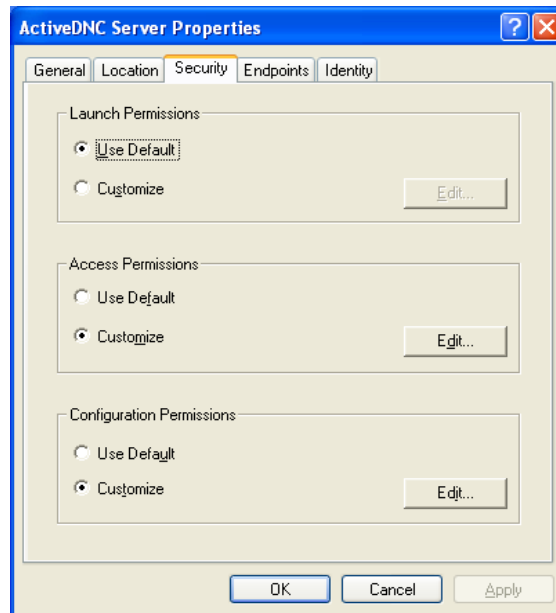 ActiveDNC Server Properties
General Location Security Endpoints Identity
Launch Permissions
Use Default
Customize
Edit...
Access Permissions
Use Default
Customize
Edit...
Configuration Permissions
Use Default
Customize
Edit...
OK Cancel Apply